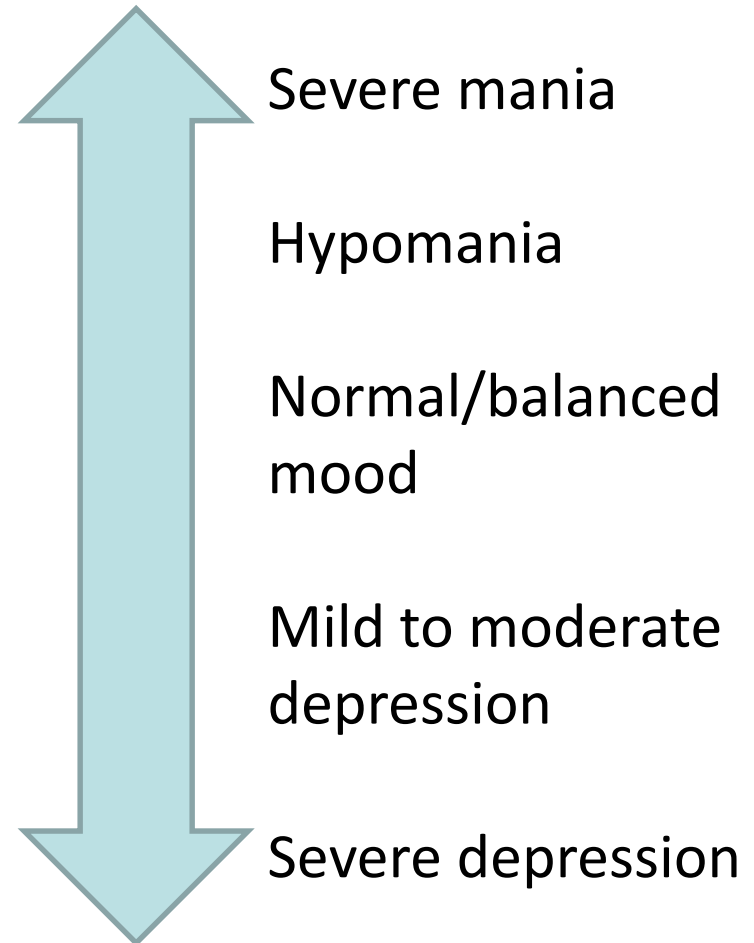 Severe mania
Hypomania
Normal/balanced
mood
Mild to moderate
depression
Severe depression